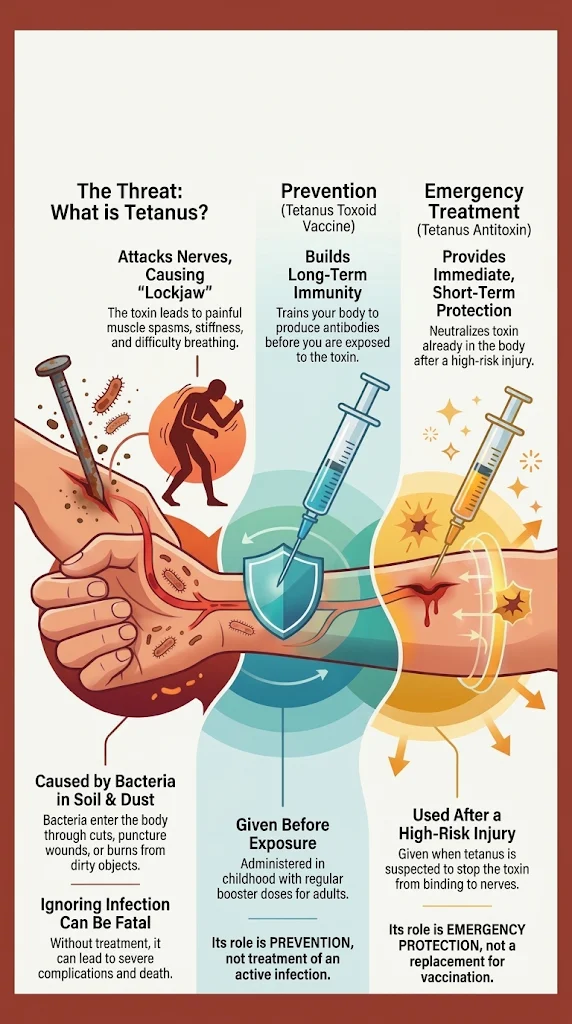 The Threat:
What is Tetanus?
Attacks Nerves,
Causing
“Lockjaw”
The toxin leads to painful
muscle spasms, stiffness,
and difficulty breathing.
Caused by Bacteria
in Soil & Dust
Bacteria enter the body
through cuts, puncture
wounds, or burns from
dirty objects.
Ignoring Infection
Can Be Fatal
Without treatment, it
can lead to severe
complications and death.
Prevention
(Tetanus Toxoid
Vaccine)
Builds
Long-Term
Immunity
Trains your body to
produce antibodies
before you are exposed
to the toxin.
Given Before
Exposure
Administered in
childhood with regular
booster doses for adults.
Its role is PREVENTION,
not treatment of an
active infection.
Emergency
Treatment
(Tetanus Antitoxin)
Provides
Immediate,
Short-Term
Protection
Neutralizes toxin
already in the body
after a high-risk injury.
Used After a
High-Risk Injury
Given when tetanus is
suspected to stop the toxin
from binding to nerves.
Its role is EMERGENCY
PROTECTION, not a
replacement for
vaccination.